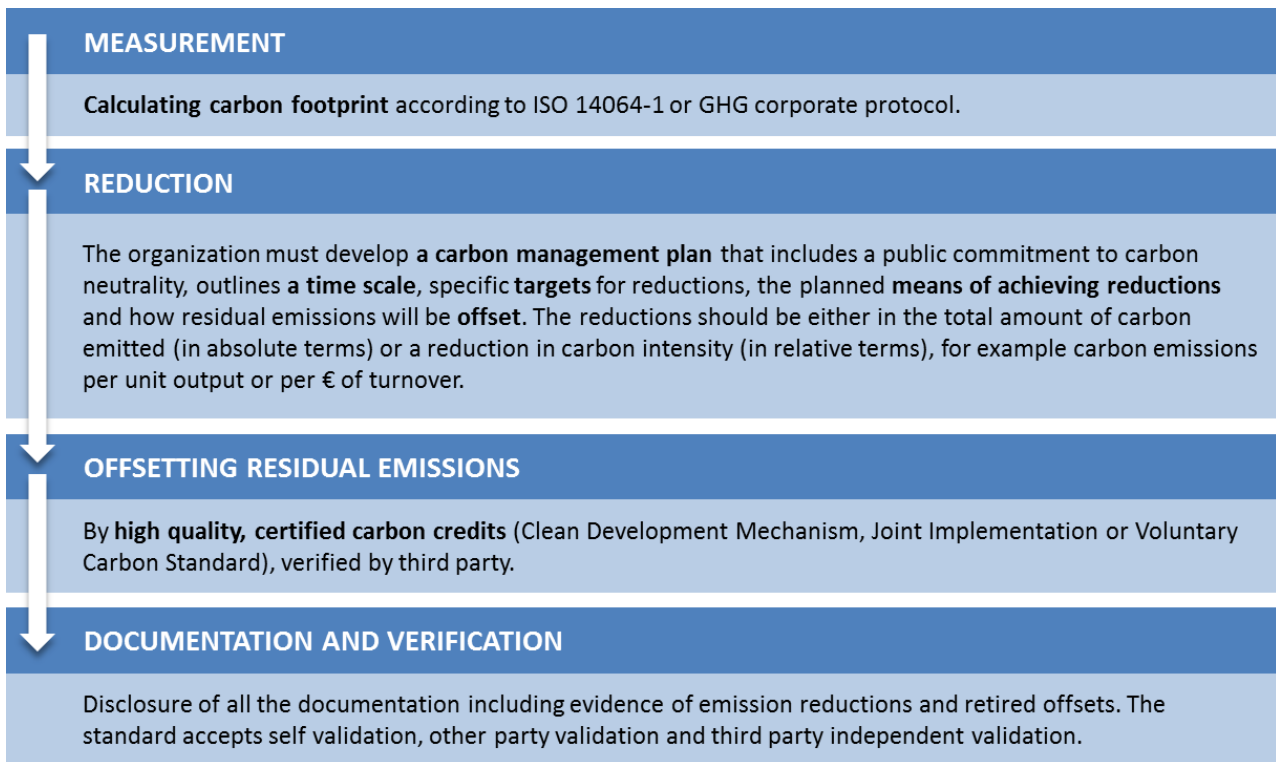 MEASUREMENT
Calculating carbon footprint according to ISO 14064-1 or GHG corporate protocol.
REDUCTION
The organization must develop a carbon management plan that includes a public commitment to carbon
neutrality, outlines a time scale, specific targets for reductions, the planned means of achieving reductions
and how residual emissions will be offset. The reductions should be either in the total amount of carbon
emitted (in absolute terms) or a reduction in carbon intensity (in relative terms), for example carbon emissions
per unit output or per € of turnover.
OFFSETTING RESIDUAL EMISSIONS
By high quality, certified carbon credits (Clean Development Mechanism, Joint Implementation or Voluntary
Carbon Standard), verified by third party.
DOCUMENTATION AND VERIFICATION
Disclosure of all the documentation including evidence of emission reductions and retired offsets. The
standard accepts self validation, other party validation and third party independent validation.